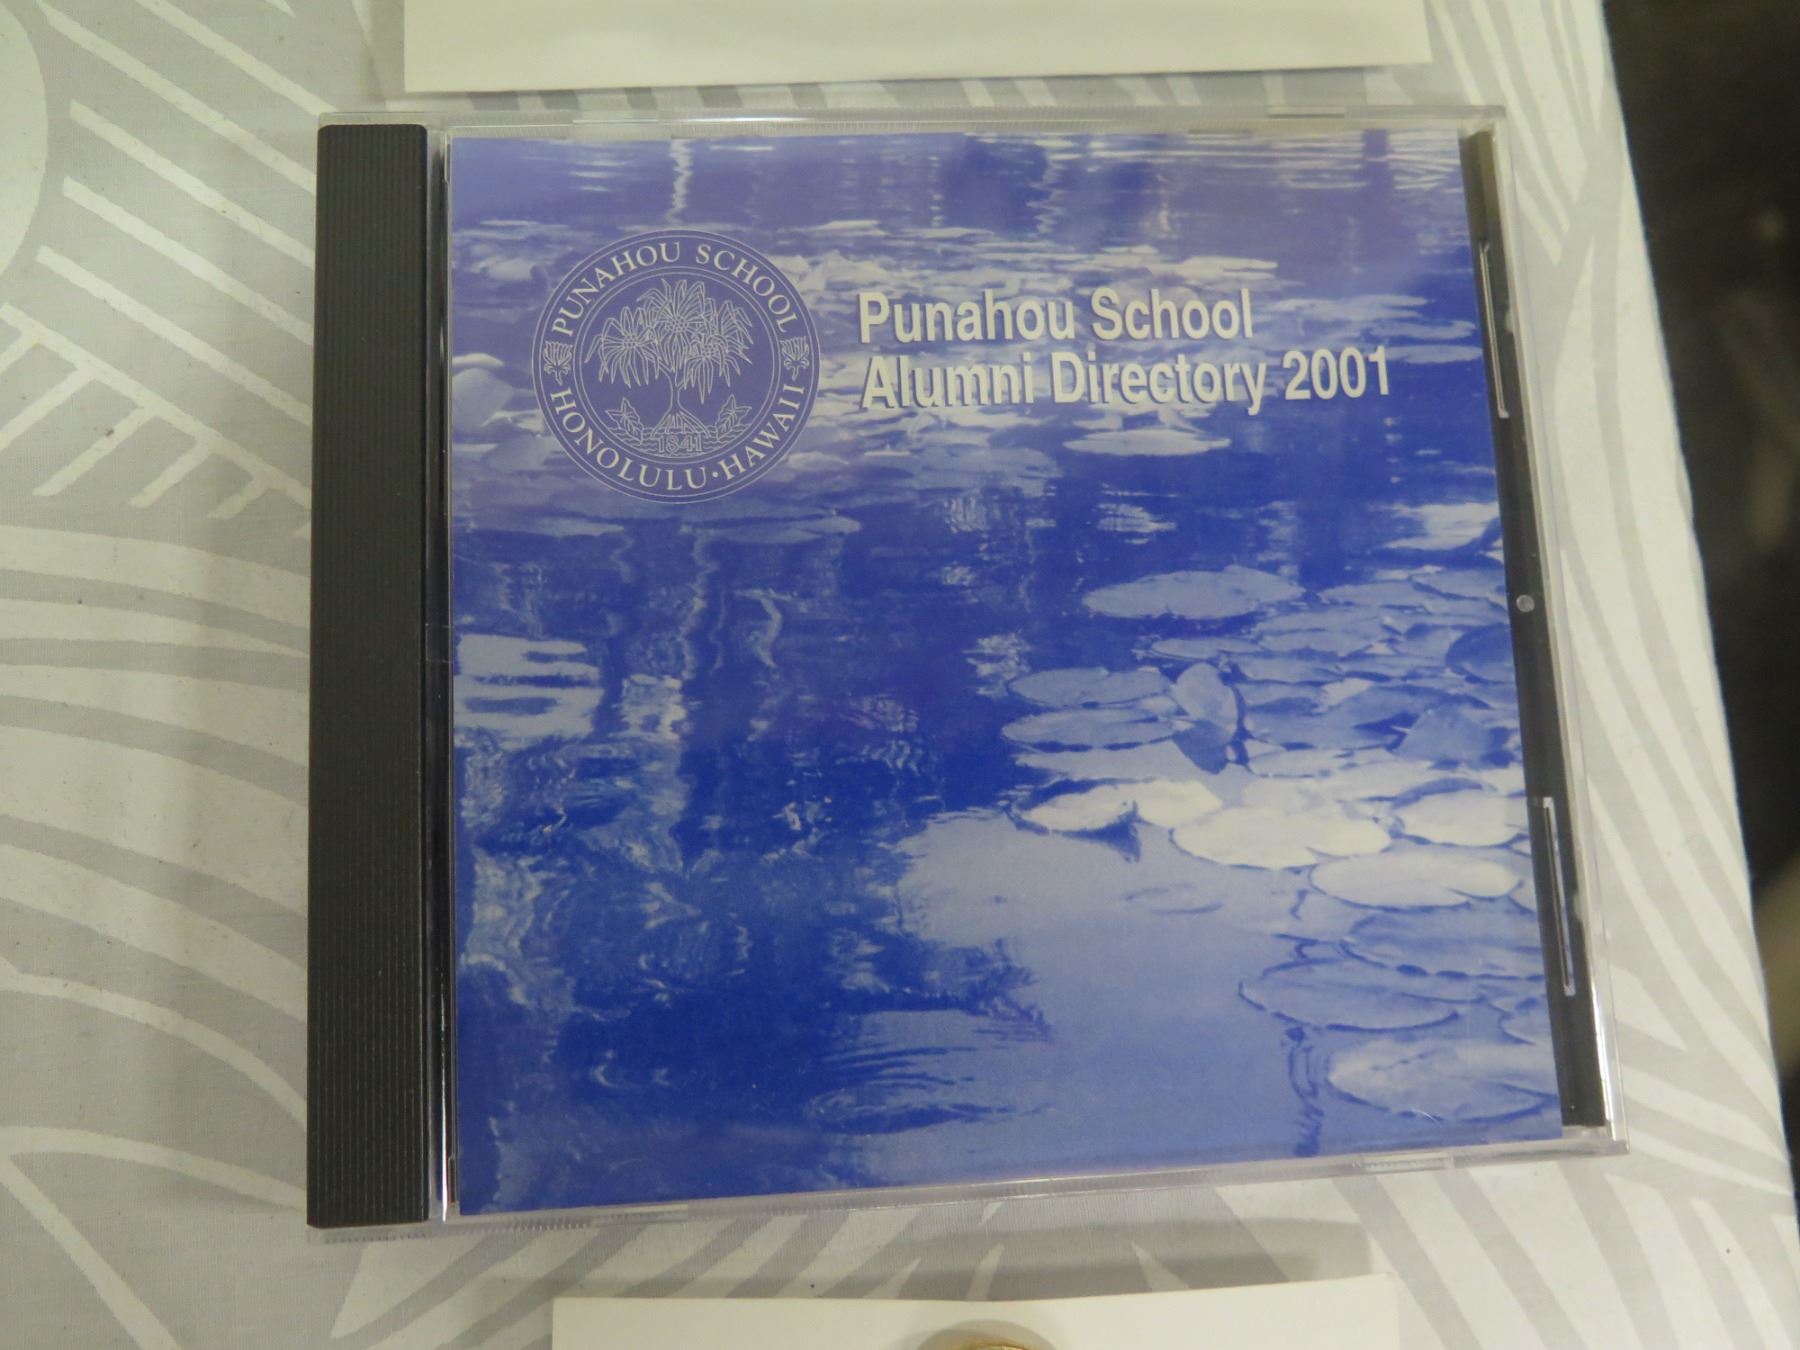 PUNAHOU SCHOOL
HONOLULU·HAWAII
1841
Punahou School
Alumni Directory 2001